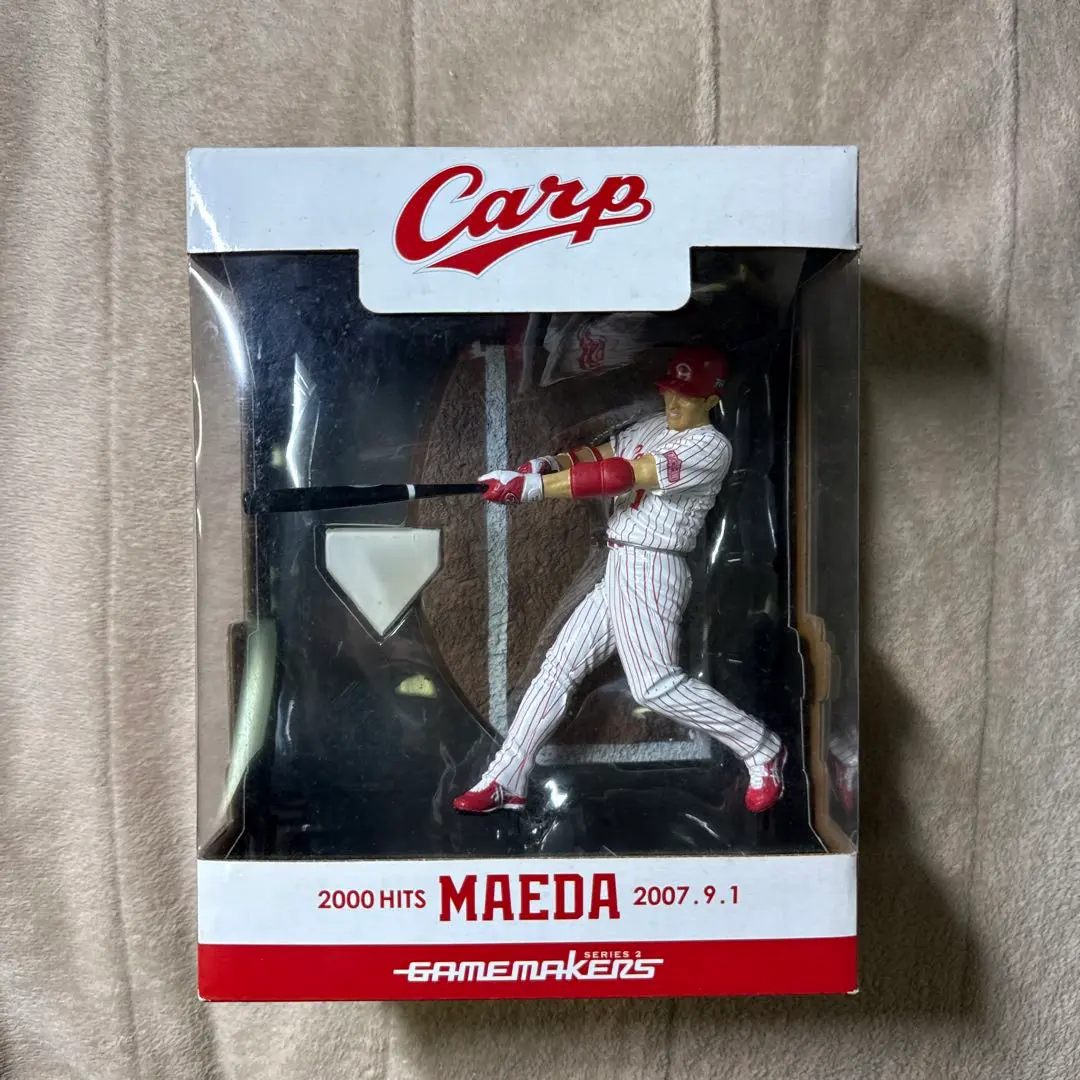 Carp
2000 HITS MAEDA 2007.9.1
SERIES 2
GAMEMAKERS